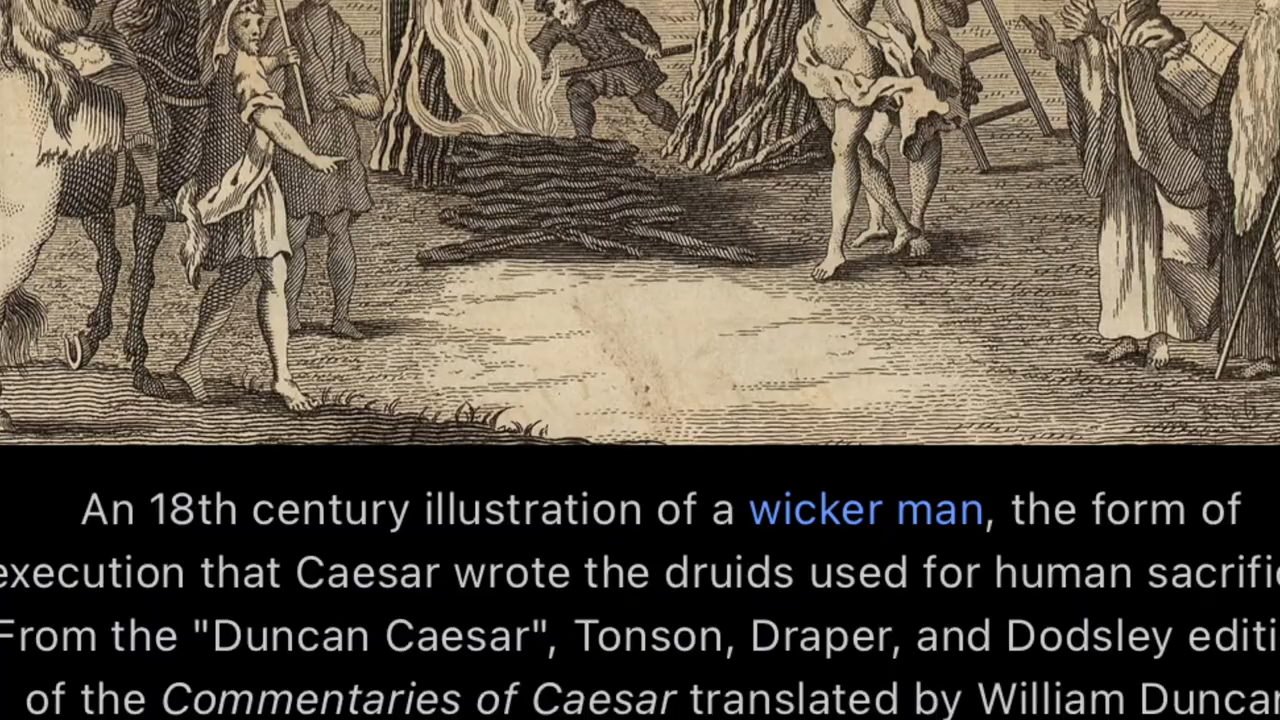 An 18th century illustration of a wicker man, the form of
execution that Caesar wrote the druids used for human
From the "Duncan Caesar", Tonson, Draper, and Dodsley
of the Commentaries of Caesar translated by William Duncan